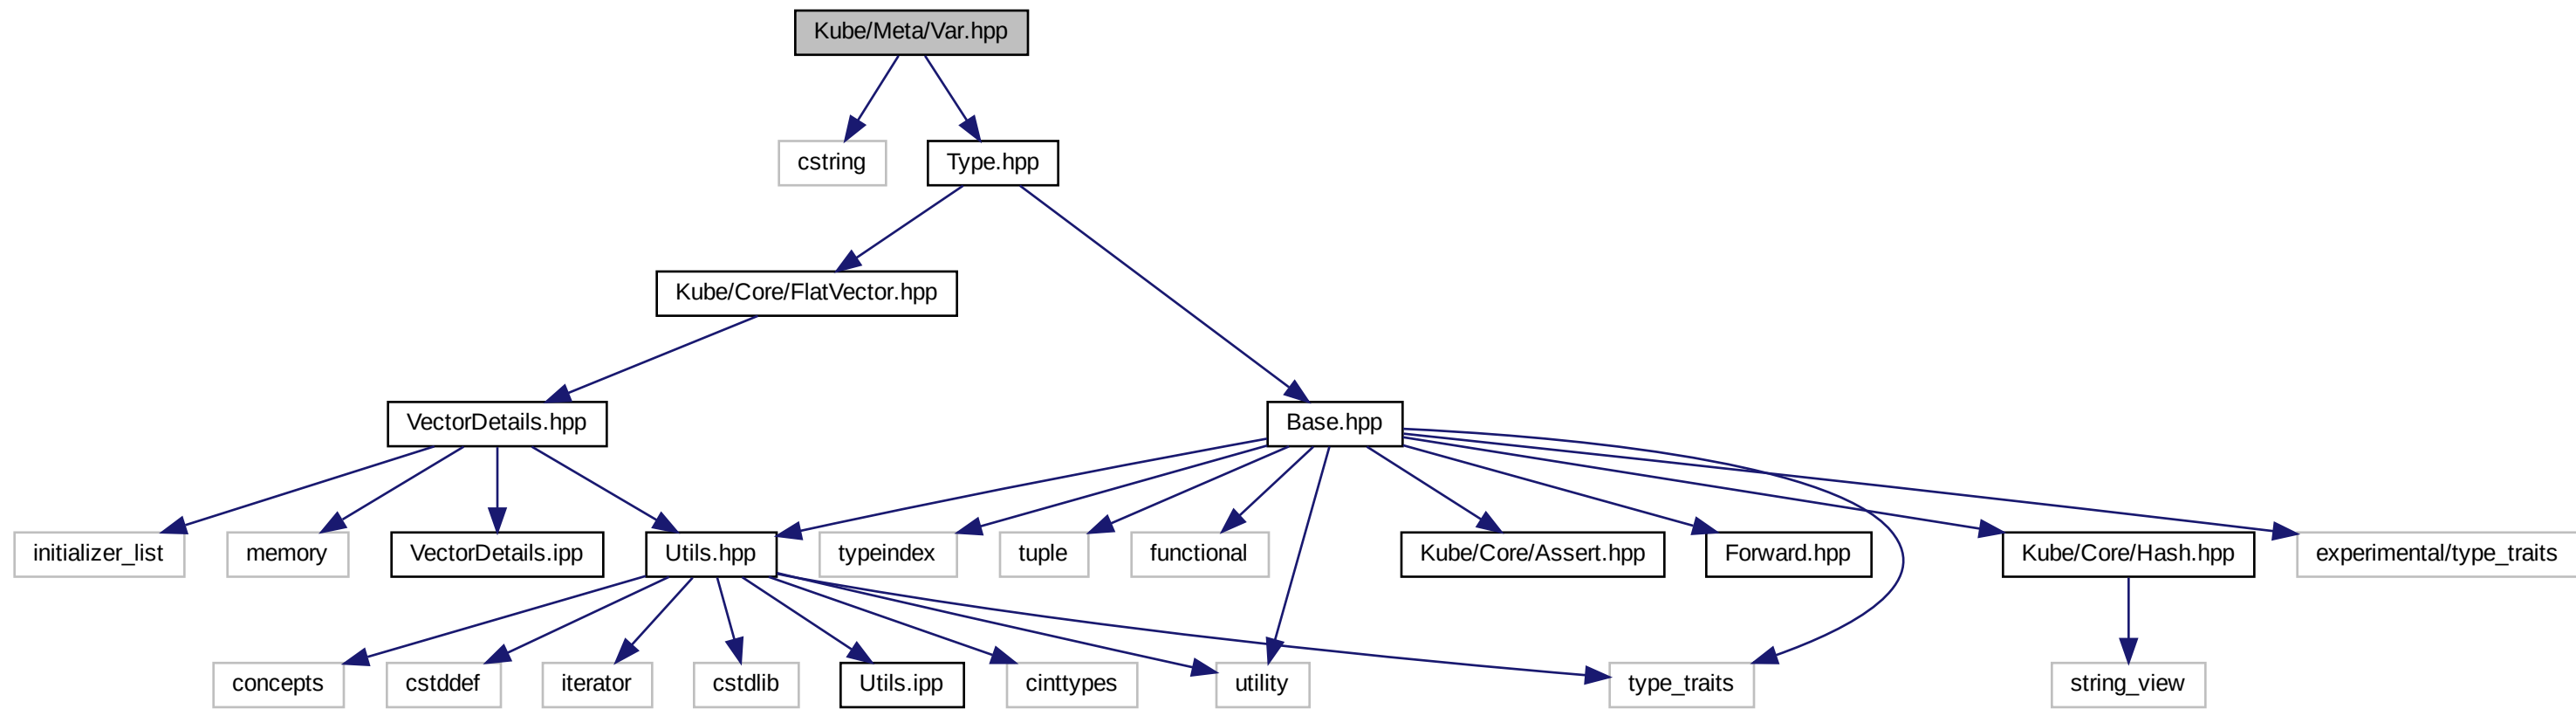 Kube/Meta/Var.hpp
cstring
Type.hpp
Kube/Core/FlatVector.hpp
VectorDetails.hpp
Base.hpp
initializer_list
memory
VectorDetails.ipp
Utils.hpp
typeindex
tuple
functional
Kube/Core/Assert.hpp
Forward.hpp
Kube/Core/Hash.hpp
experimental/type_traits
concepts
cstddef
iterator
cstdlib
Utils.ipp
cinttypes
utility
type_traits
string_view